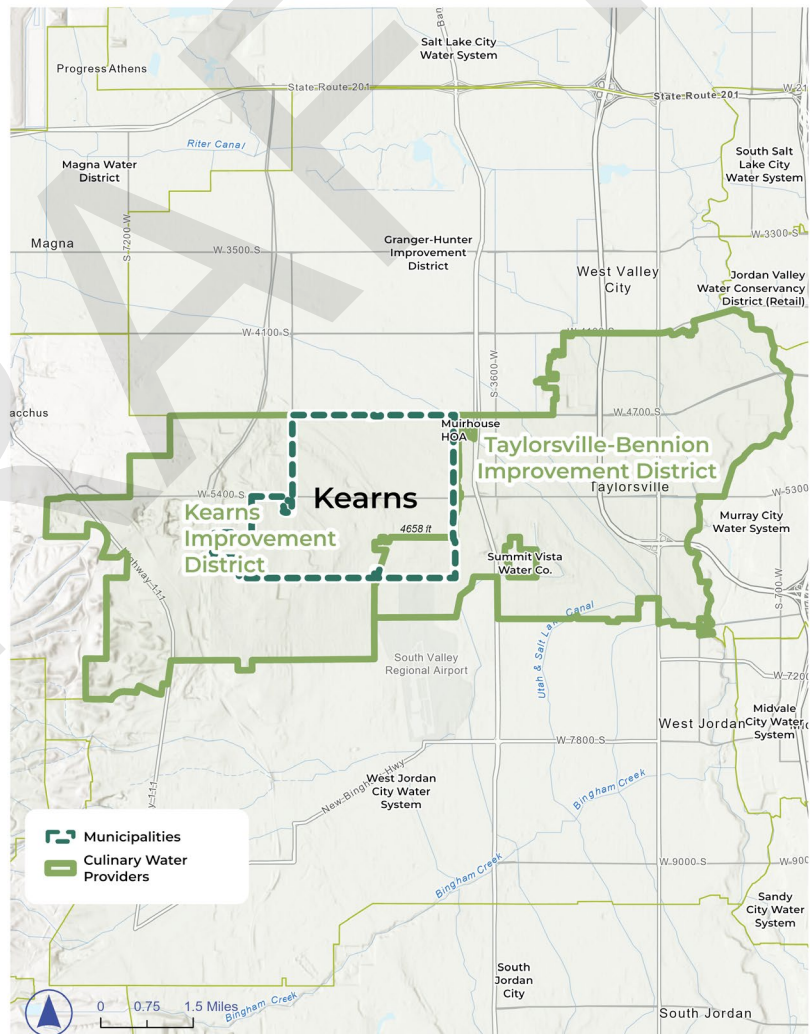 Salt Lake City
Water System
Progress Athens
State Route 201
State Route 201
Riter Canal
Magna Water
District
South Salt
Lake City
Water System
S-7200-W
W-3300-S
Magna
W-3500-S
Granger-Hunter
Improvement
District
West Valley
City
Jordan Valley
Water Conservancy
District (Retail)
W-4100-S
S-3600-W
W-4700-S
acchus
Muirhouse
HOA
Taylorsville-Bennion
Improvement District
Taylorsville
W-5400-S
Kearns
W-5300
Kearns
Improvement
District
4658 ft
Murray City
Water System
Summit Vista
Water Co.
S-700-W
Utah & Salt Lake Canal
South Valley
Regional Airport
W-720
Midvale
City Water
System
West Jordan
W-7800-S
New-Bingham-Hwy
West Jordan
City Water
System
Bingham Creek
Municipalities
Culinary Water
Providers
W-9000-S
W-900
Bingham Creek
Sandy
City Water
System
South
Jordan
City
0 0.75 1.5 Miles
Bingham Creek
South Jordan